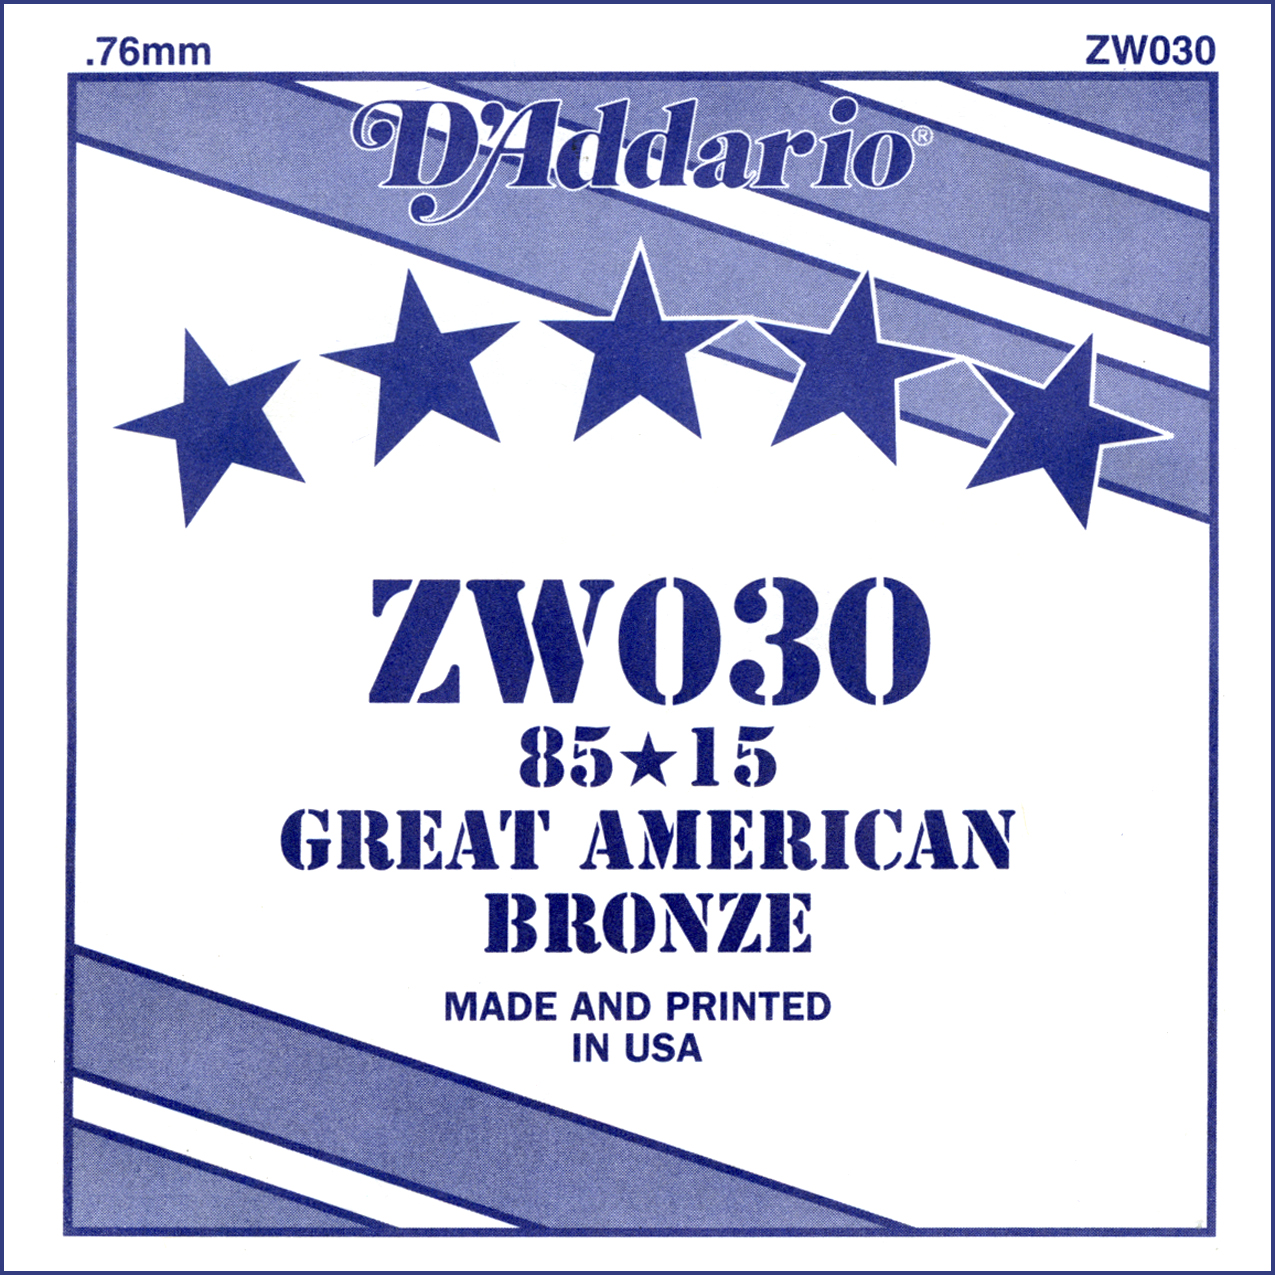 .76mm ZW030
D'Addario®
ZW030
85★15
GREAT AMERICAN
BRONZE
MADE AND PRINTED
IN USA